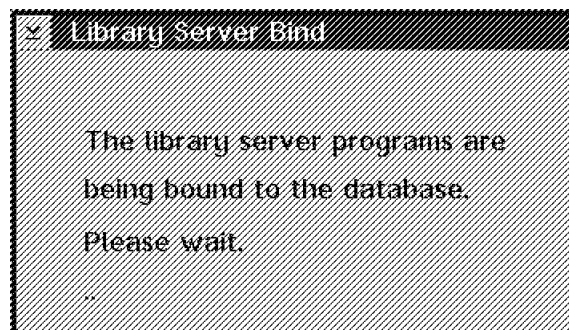 Library Server Bind
The library server programs are
being bound to the database.
Please wait.
..